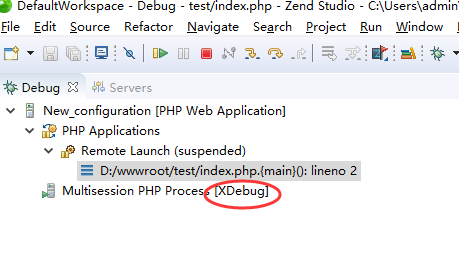 DefaultWorkspace - Debug - test/index.php - Zend Studio - C:\Users\admin\
File Edit Source Refactor Navigate Search Project Run Window
Debug Servers
New_configuration [PHP Web Application]
PHP Applications
Remote Launch (suspended)
D:/wwwroot/test/index.php.{main}(): lineno 2
Multisession PHP Process [XDebug]